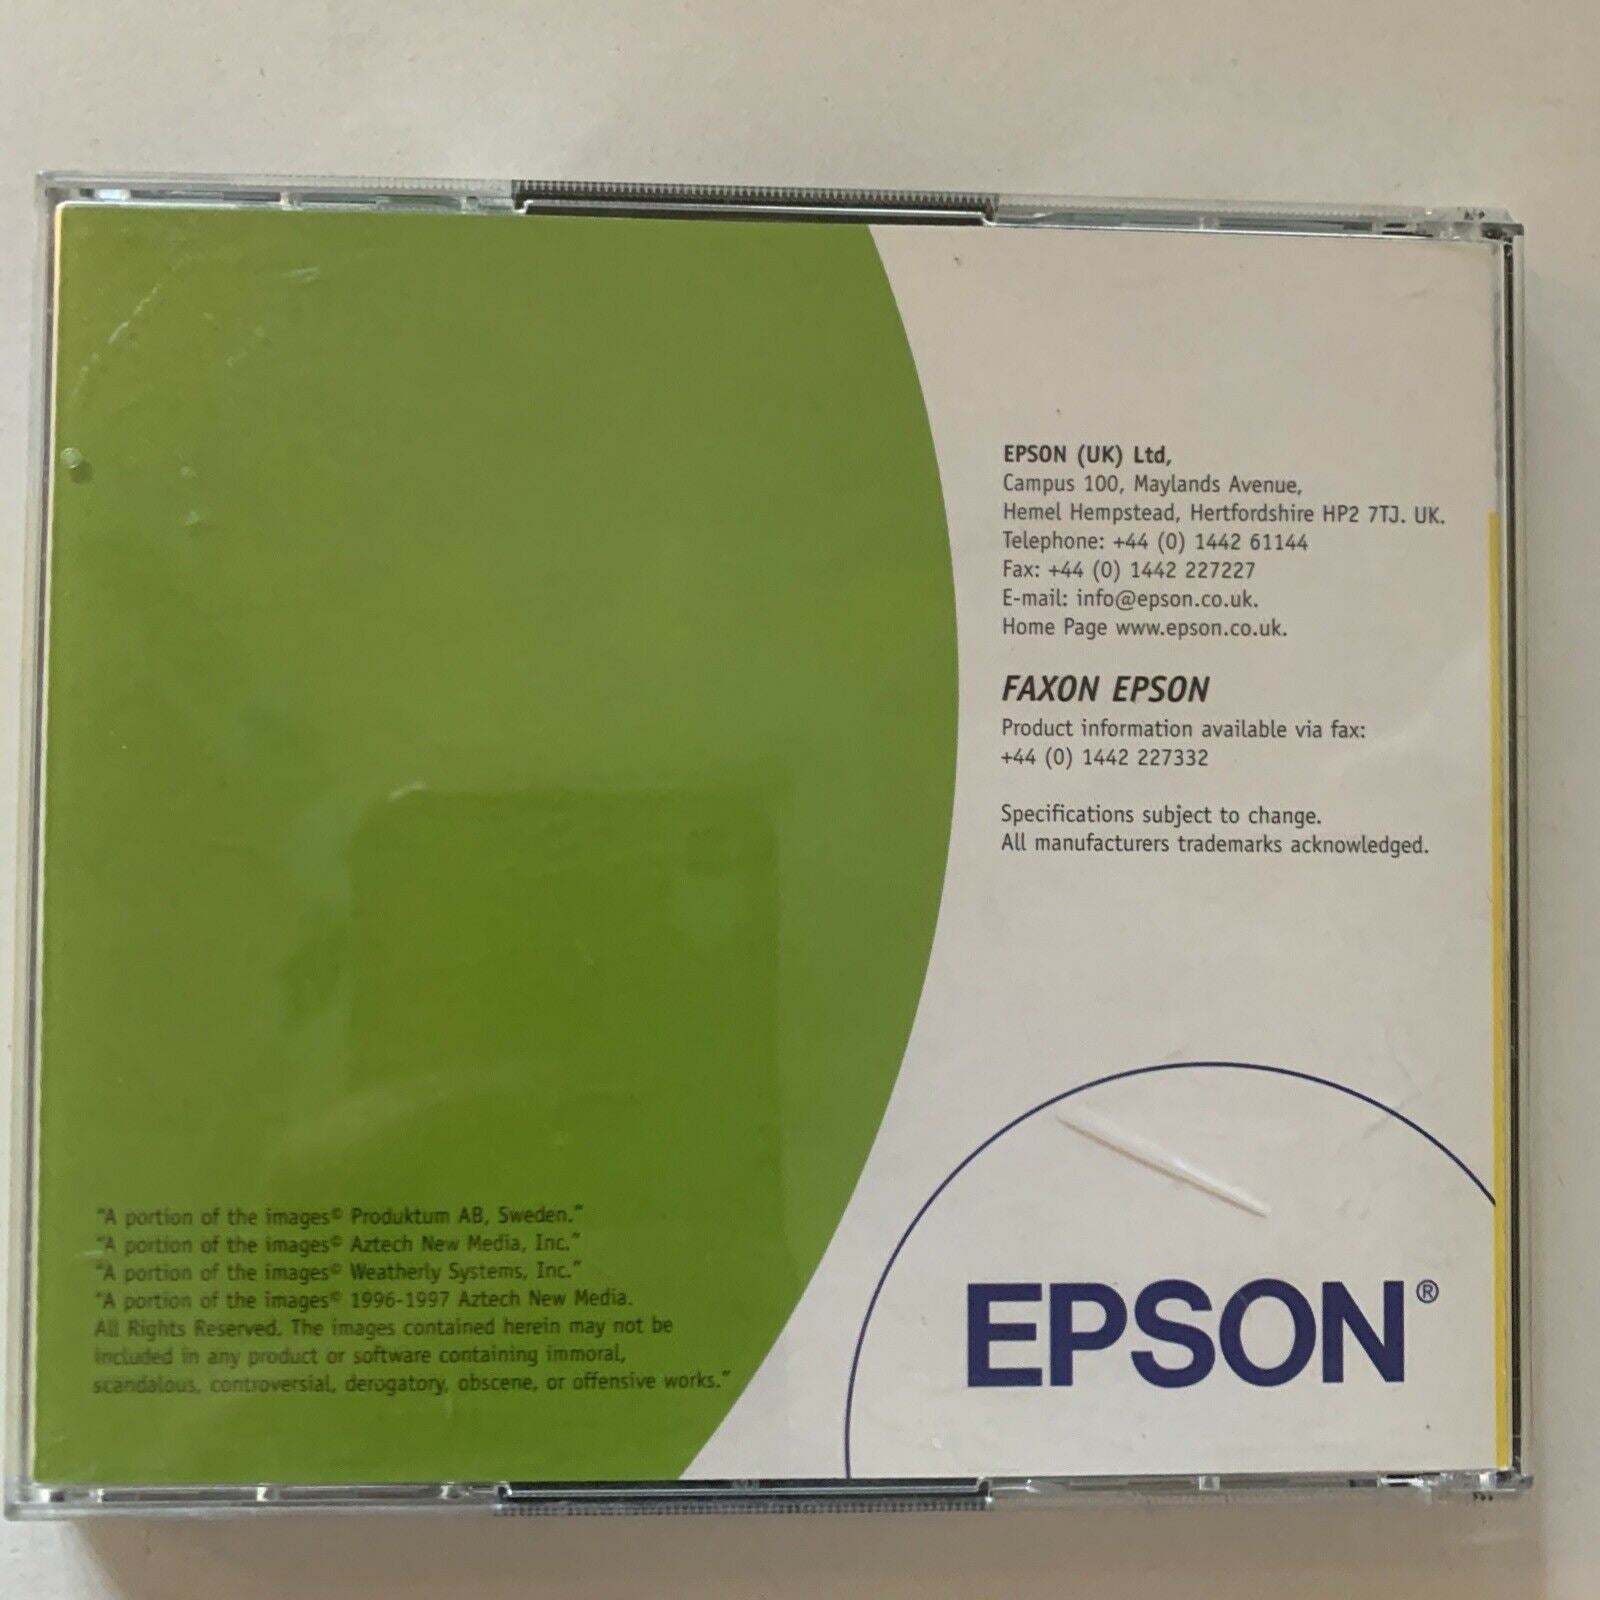 EPSON (UK) Ltd,
Campus 100, Maylands Avenue,
Hemel Hempstead, Hertfordshire HP2 7TJ. UK.
Telephone: +44 (0) 1442 61144
Fax: +44 (0) 1442 227227
E-mail: info@epson.co.uk.
Home Page www.epson.co.uk.
FAXON EPSON
Product information available via fax:
+44 (0) 1442 227332
Specifications subject to change.
All manufacturers trademarks acknowledged.
"A portion of the images© Produktum AB, Sweden."
"A portion of the images© Aztech New Media, Inc."
"A portion of the images© Weatherly Systems, Inc."
"A portion of the images© 1996-1997 Aztech New Media.
All Rights Reserved. The images contained herein may not be
included in any product or software containing immoral,
scandalous, controversial, derogatory, obscene, or offensive works."
EPSON®